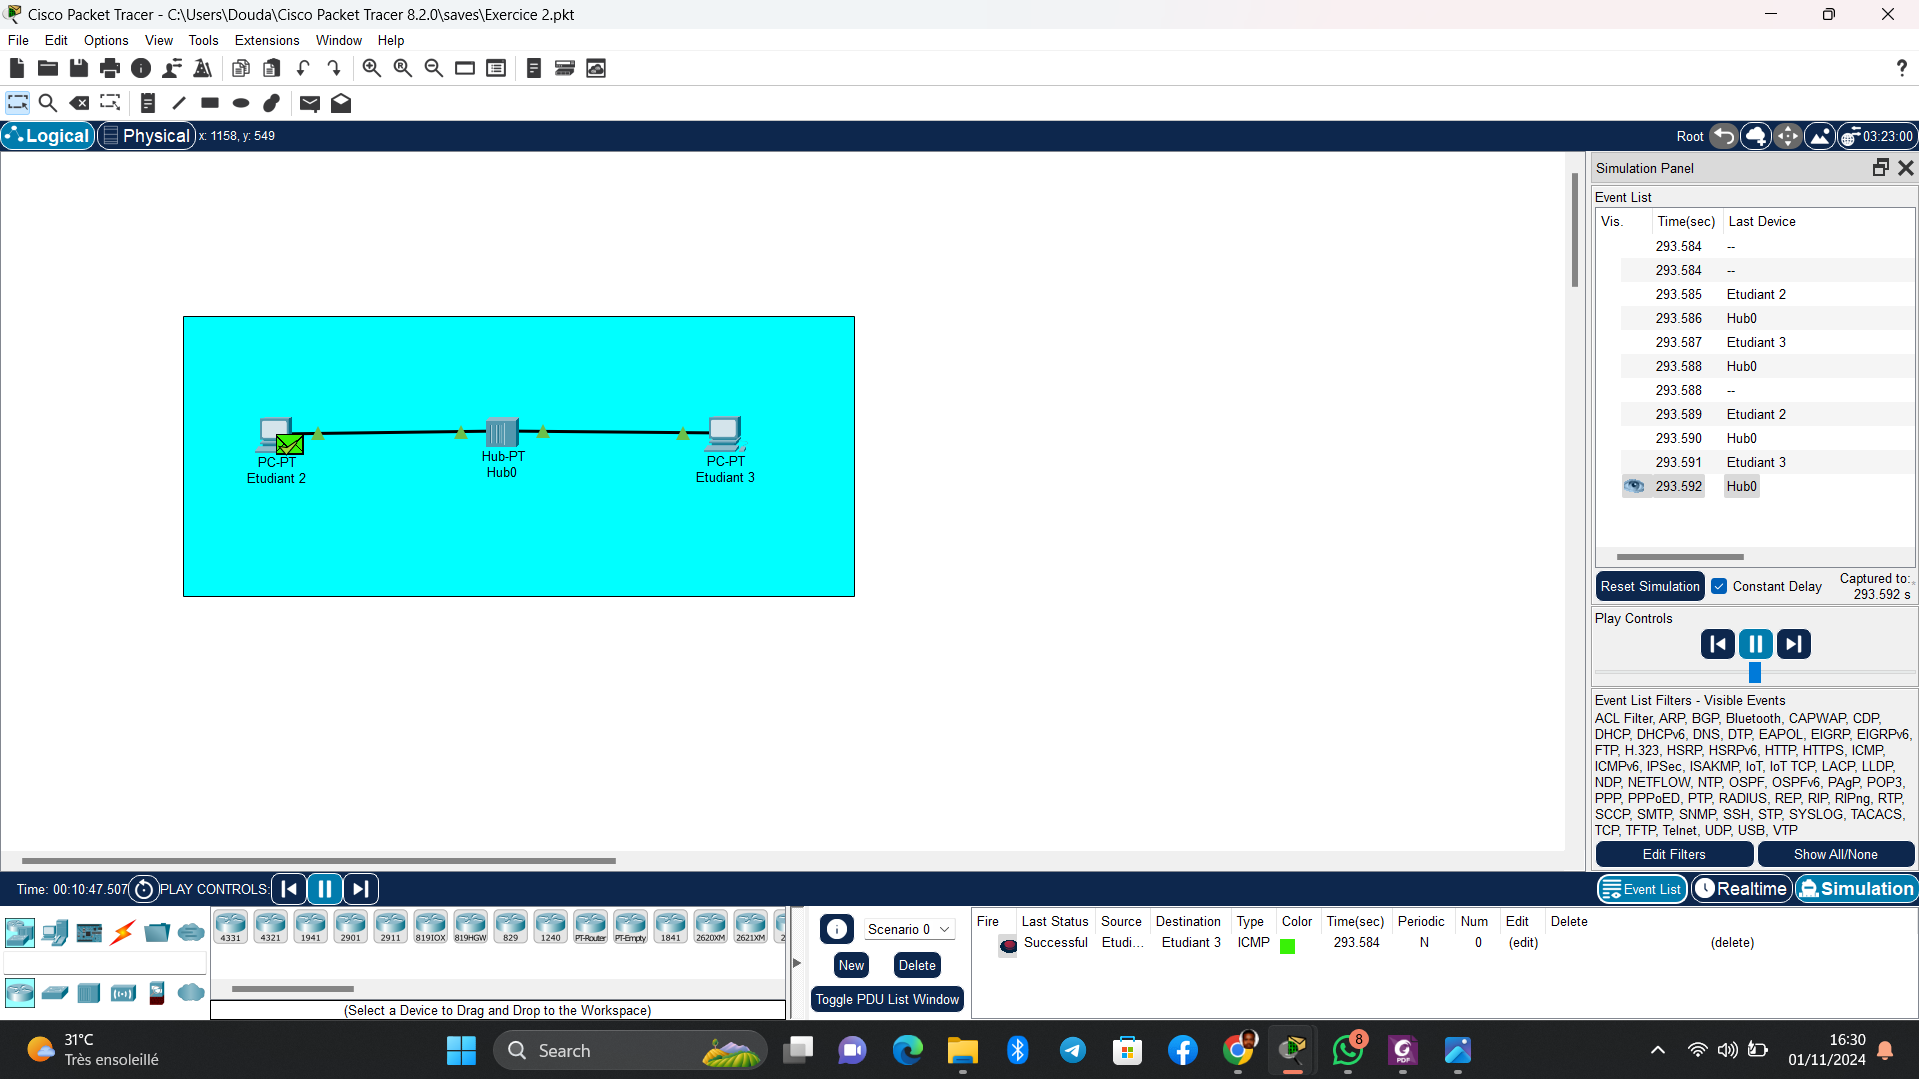 Cisco Packet Tracer - C:\Users\Douda\Cisco Packet Tracer 8.2.0\saves\Exercice 2.pkt
File Edit Options View Tools Extensions Window Help
?
Logical Physical x: 1158, y: 549 Root 03:23:00
Simulation Panel
Event List
Vis. Time(sec) Last Device
293.584 --
293.584 --
293.585 Etudiant 2
293.586 Hub0
293.587 Etudiant 3
293.588 Hub0
293.588 --
293.589 Etudiant 2
293.590 Hub0
293.591 Etudiant 3
293.592 Hub0
PC-PT
Etudiant 2
Hub-PT
Hub0
PC-PT
Etudiant 3
Reset Simulation Constant Delay Captured to:
293.592 s
Play Controls
Event List Filters - Visible Events
ACL Filter, ARP, BGP, Bluetooth, CAPWAP, CDP,
DHCP, DHCPv6, DNS, DTP, EAPOL, EIGRP, EIGRPv6,
FTP, H.323, HSRP, HSRPv6, HTTP, HTTPS, ICMP,
ICMPv6, IPSec, ISAKMP, IoT, IoT TCP, LACP, LLDP,
NDP, NETFLOW, NTP, OSPF, OSPFv6, PAgP, POP3,
PPP, PPPoED, PTP, RADIUS, REP, RIP, RIPng, RTP,
SCCP, SMTP, SNMP, SSH, STP, SYSLOG, TACACS,
TCP, TFTP, Telnet, UDP, USB, VTP
Edit Filters Show All/None
Time: 00:10:47.507 PLAY CONTROLS: Event List Realtime Simulation
4331 4321 1941 2901 2911 819IOX 819HGW 829 1240 PT-Router PT-Empty 1841 2620XM 2621XM 2
(Select a Device to Drag and Drop to the Workspace)
Scenario 0
New Delete
Toggle PDU List Window
Fire Last Status Source Destination Type Color Time(sec) Periodic Num Edit Delete
Successful Etudi... Etudiant 3 ICMP 293.584 N 0 (edit) (delete)
31°C
Très ensoleillé
Search
8
PDF
16:30
01/11/2024